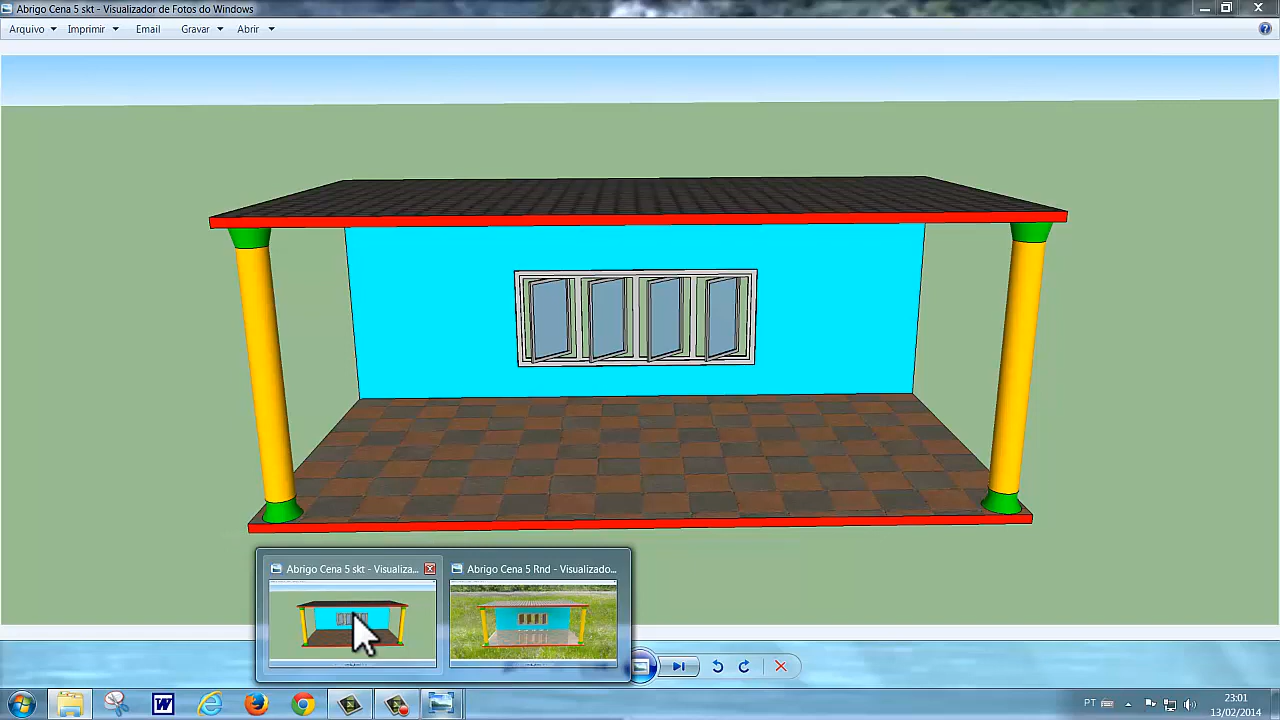 Abrigo Cena 5 skt - Visualizador de Fotos do Windows
Arquivo Imprimir Email Gravar Abrir
Abrigo Cena 5 skt - Visualiza... Abrigo Cena 5 Rnd - Visualizado...
PT 23:01
13/02/2014